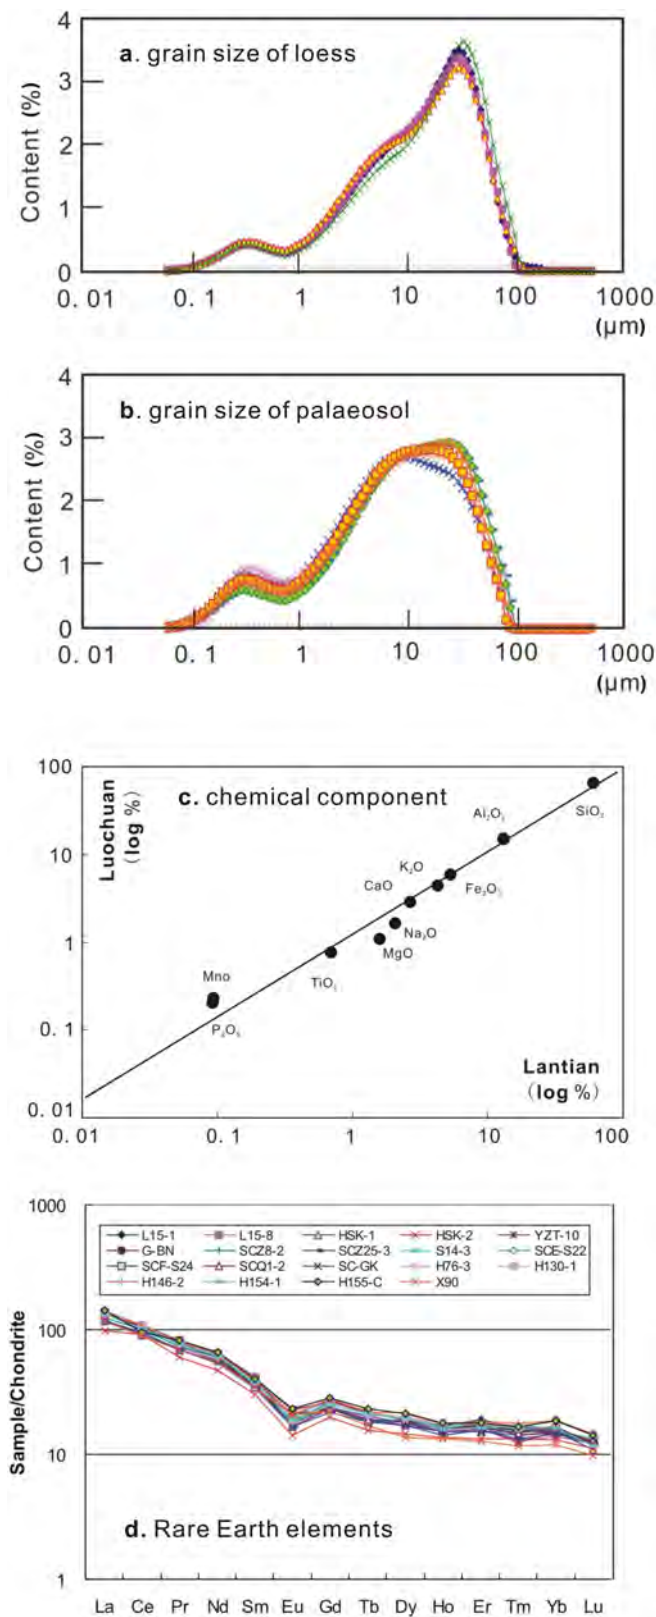 4
a. grain size of loess
3
2
1
0
Content (%)
0.01 0.1 1 10 100 1000
(μm)
4
b. grain size of palaeosol
3
2
1
0
Content (%)
0.01 0.1 1 10 100 1000
(μm)
100
c. chemical component
Luochuan
(log %)
Al₂O₃
SiO₂
10
K₂O
CaO
Fe₂O₃
Na₂O
1
MgO
Mno
TiO₂
P₂O₅
0.1
Lantian
(log %)
0.01
0.01 0.1 1 10 100
1000
L15-1 L15-8 HSK-1 HSK-2 YZT-10
G-BN SCZ8-2 SCZ25-3 S14-3 SCE-S22
SCF-S24 SCQ1-2 SC-GK H76-3 H130-1
H146-2 H154-1 H155-C X90
100
Sample/Chondrite
10
d. Rare Earth elements
1
La Ce Pr Nd Sm Eu Gd Tb Dy Ho Er Tm Yb Lu